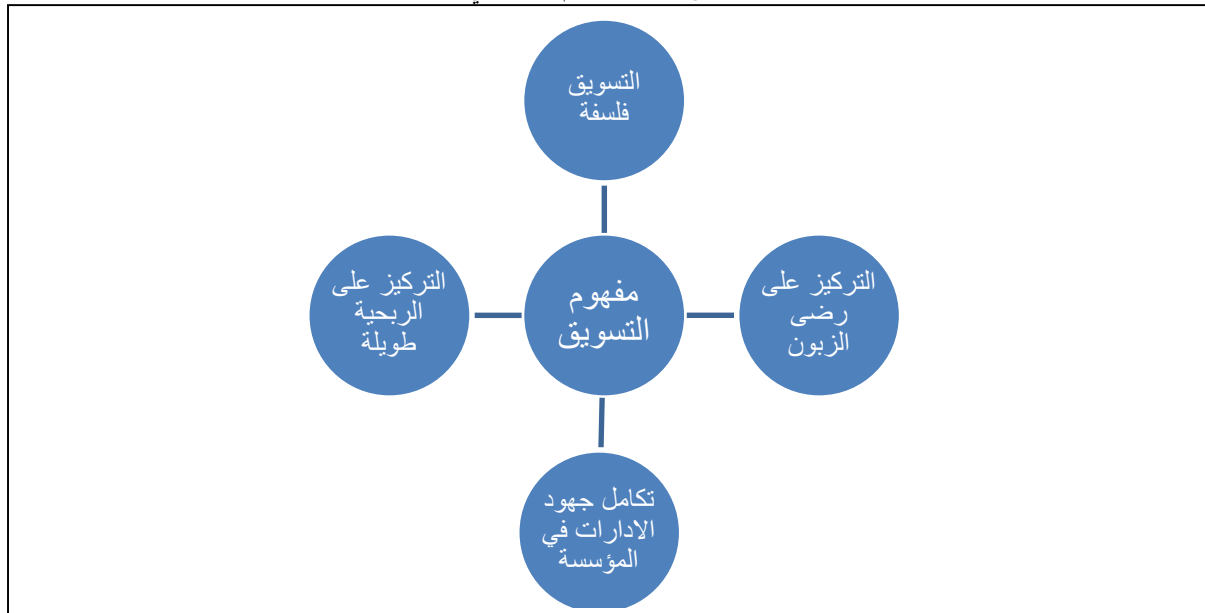 التسويق
فلسفة
التركيز على
رضى
الزبون
مفهوم
التسويق
التركيز على
الربحية
طويلة
تكامل جهود
الادارات في
المؤسسة